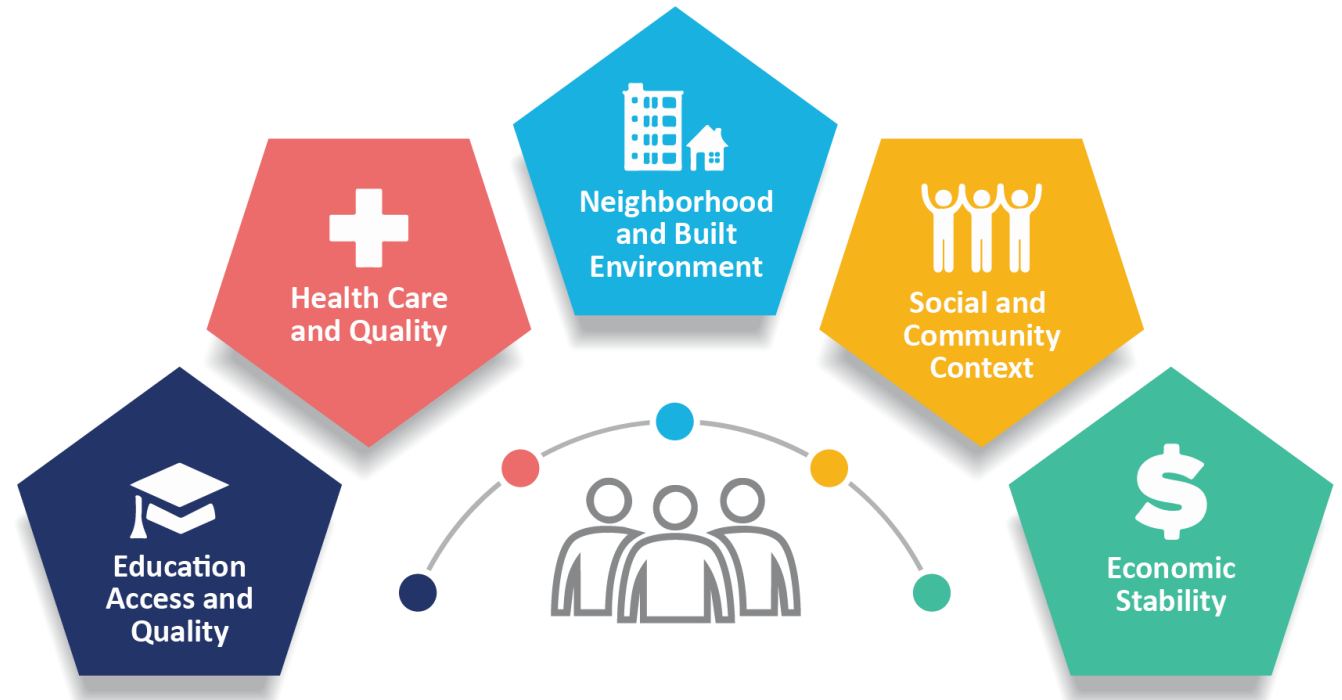 Education
Access and
Quality
Health Care
and Quality
Neighborhood
and Built
Environment
Social and
Community
Context
$
Economic
Stability